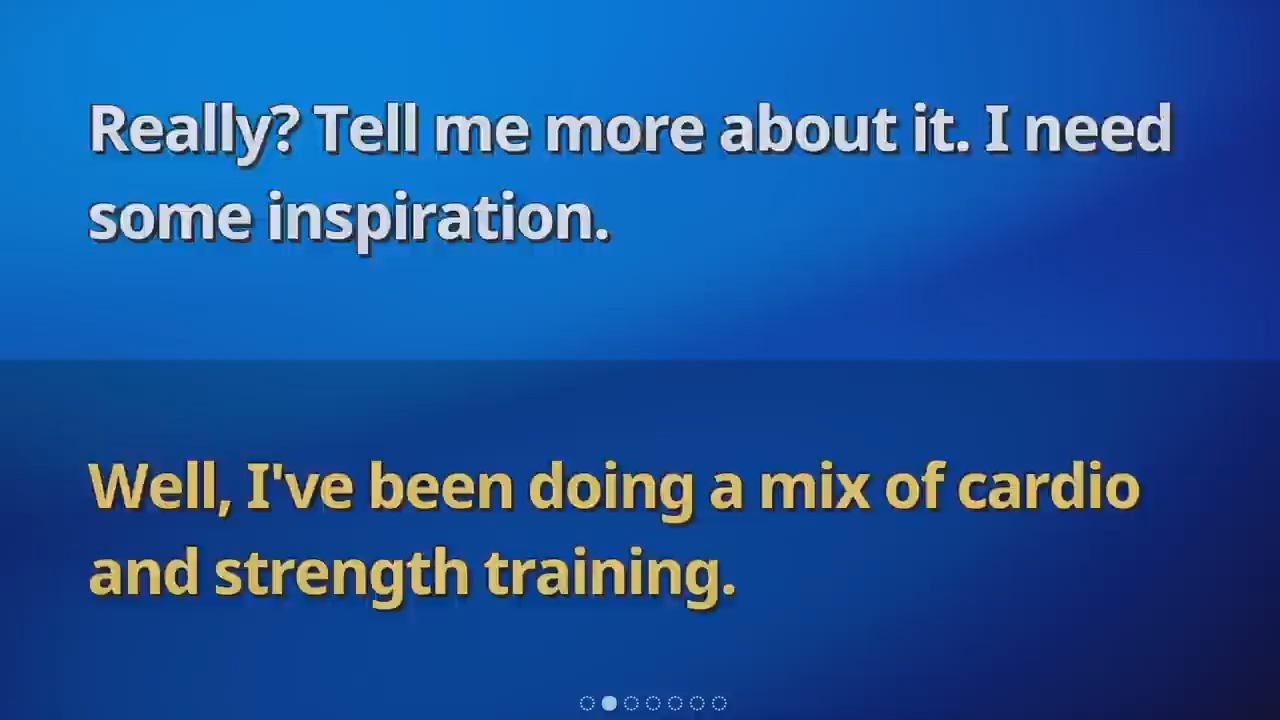 Really? Tell me more about it. I need
some inspiration.
Well, I've been doing a mix of cardio
and strength training.